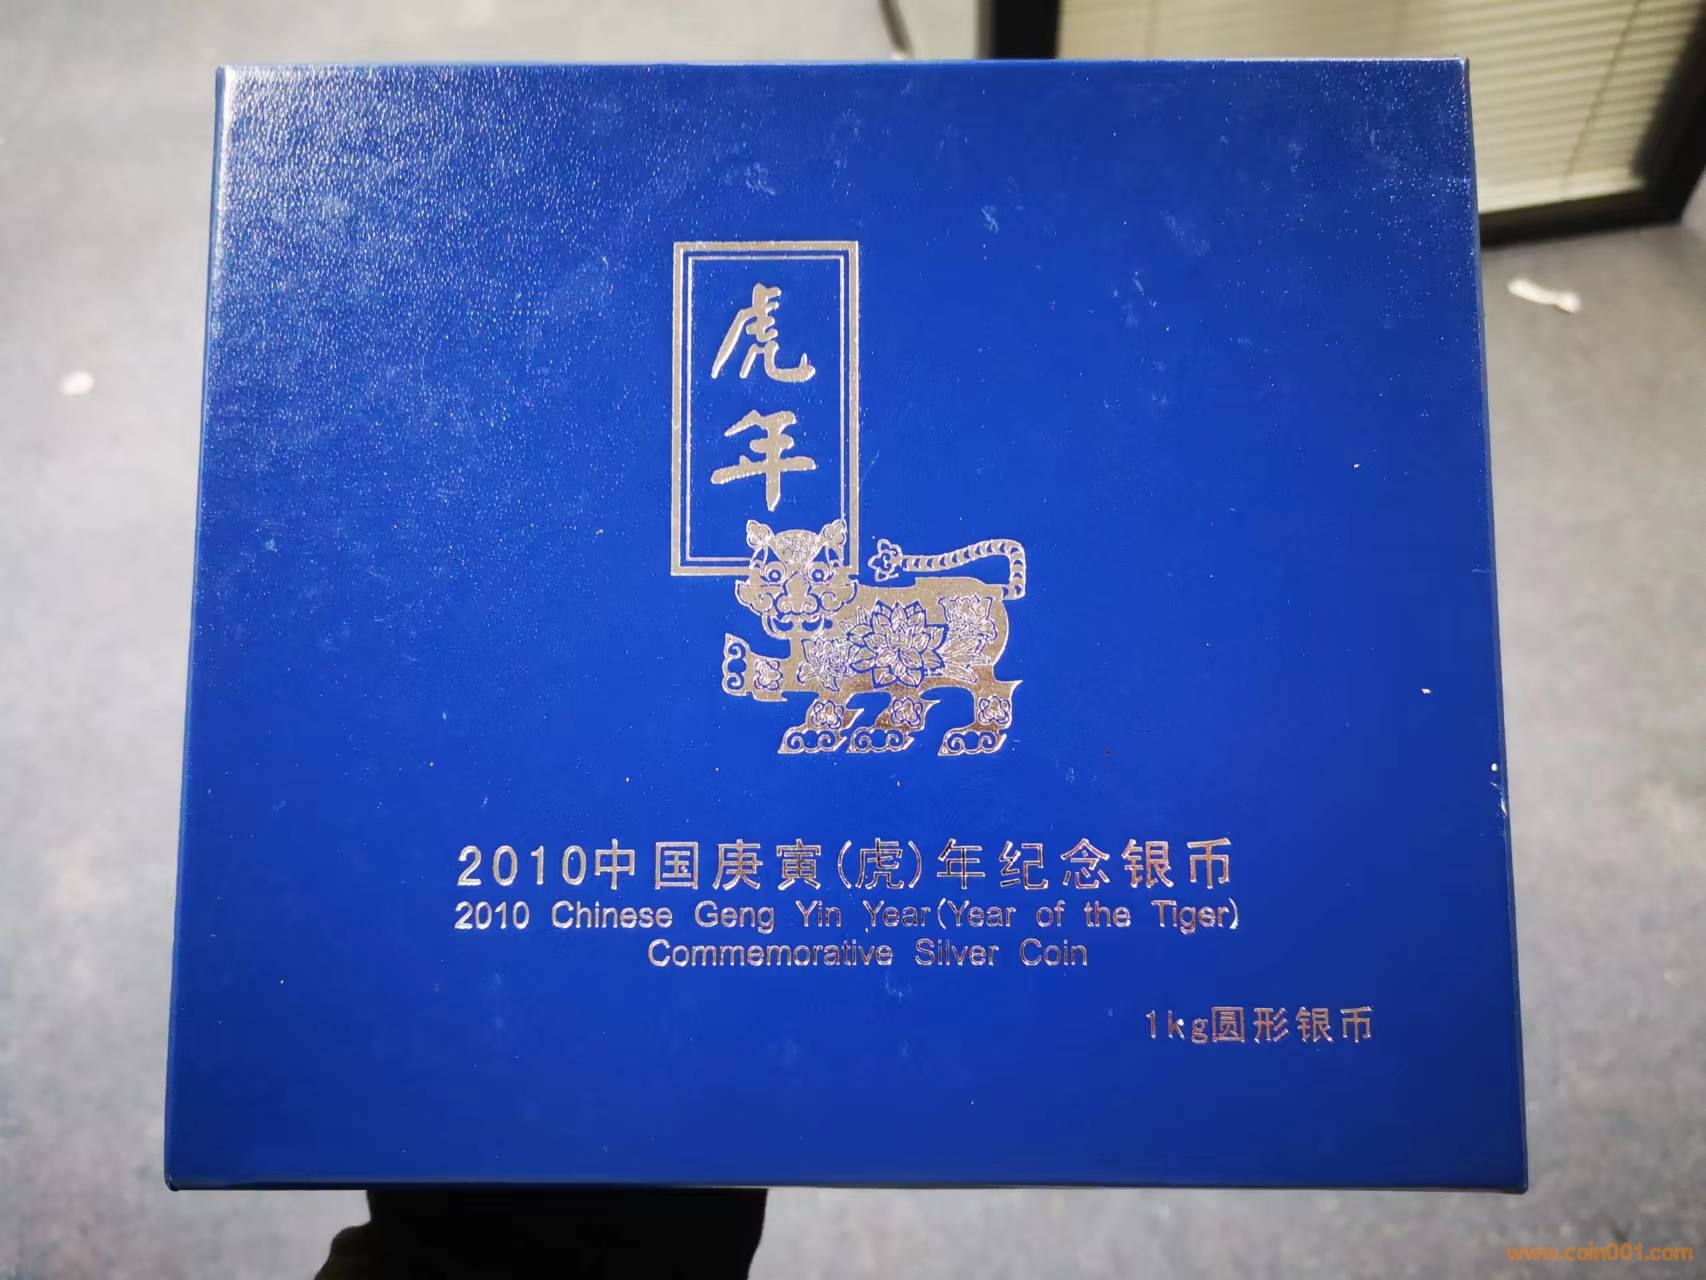 虎
年
2010中国庚寅(虎)年纪念银币
2010 Chinese Geng Yin Year(Year of the Tiger)
Commemorative Silver Coin
1kg圆形银币
www.coin001.com